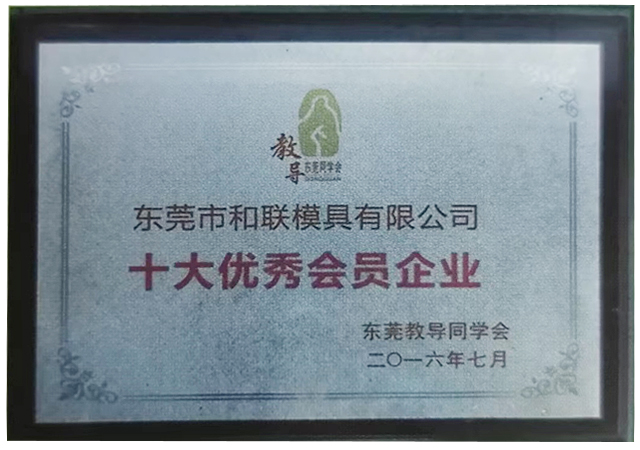 教导
东莞同学会
DONGGUAN
东莞市和联模具有限公司
十大优秀会员企业
东莞教导同学会
二〇一六年七月